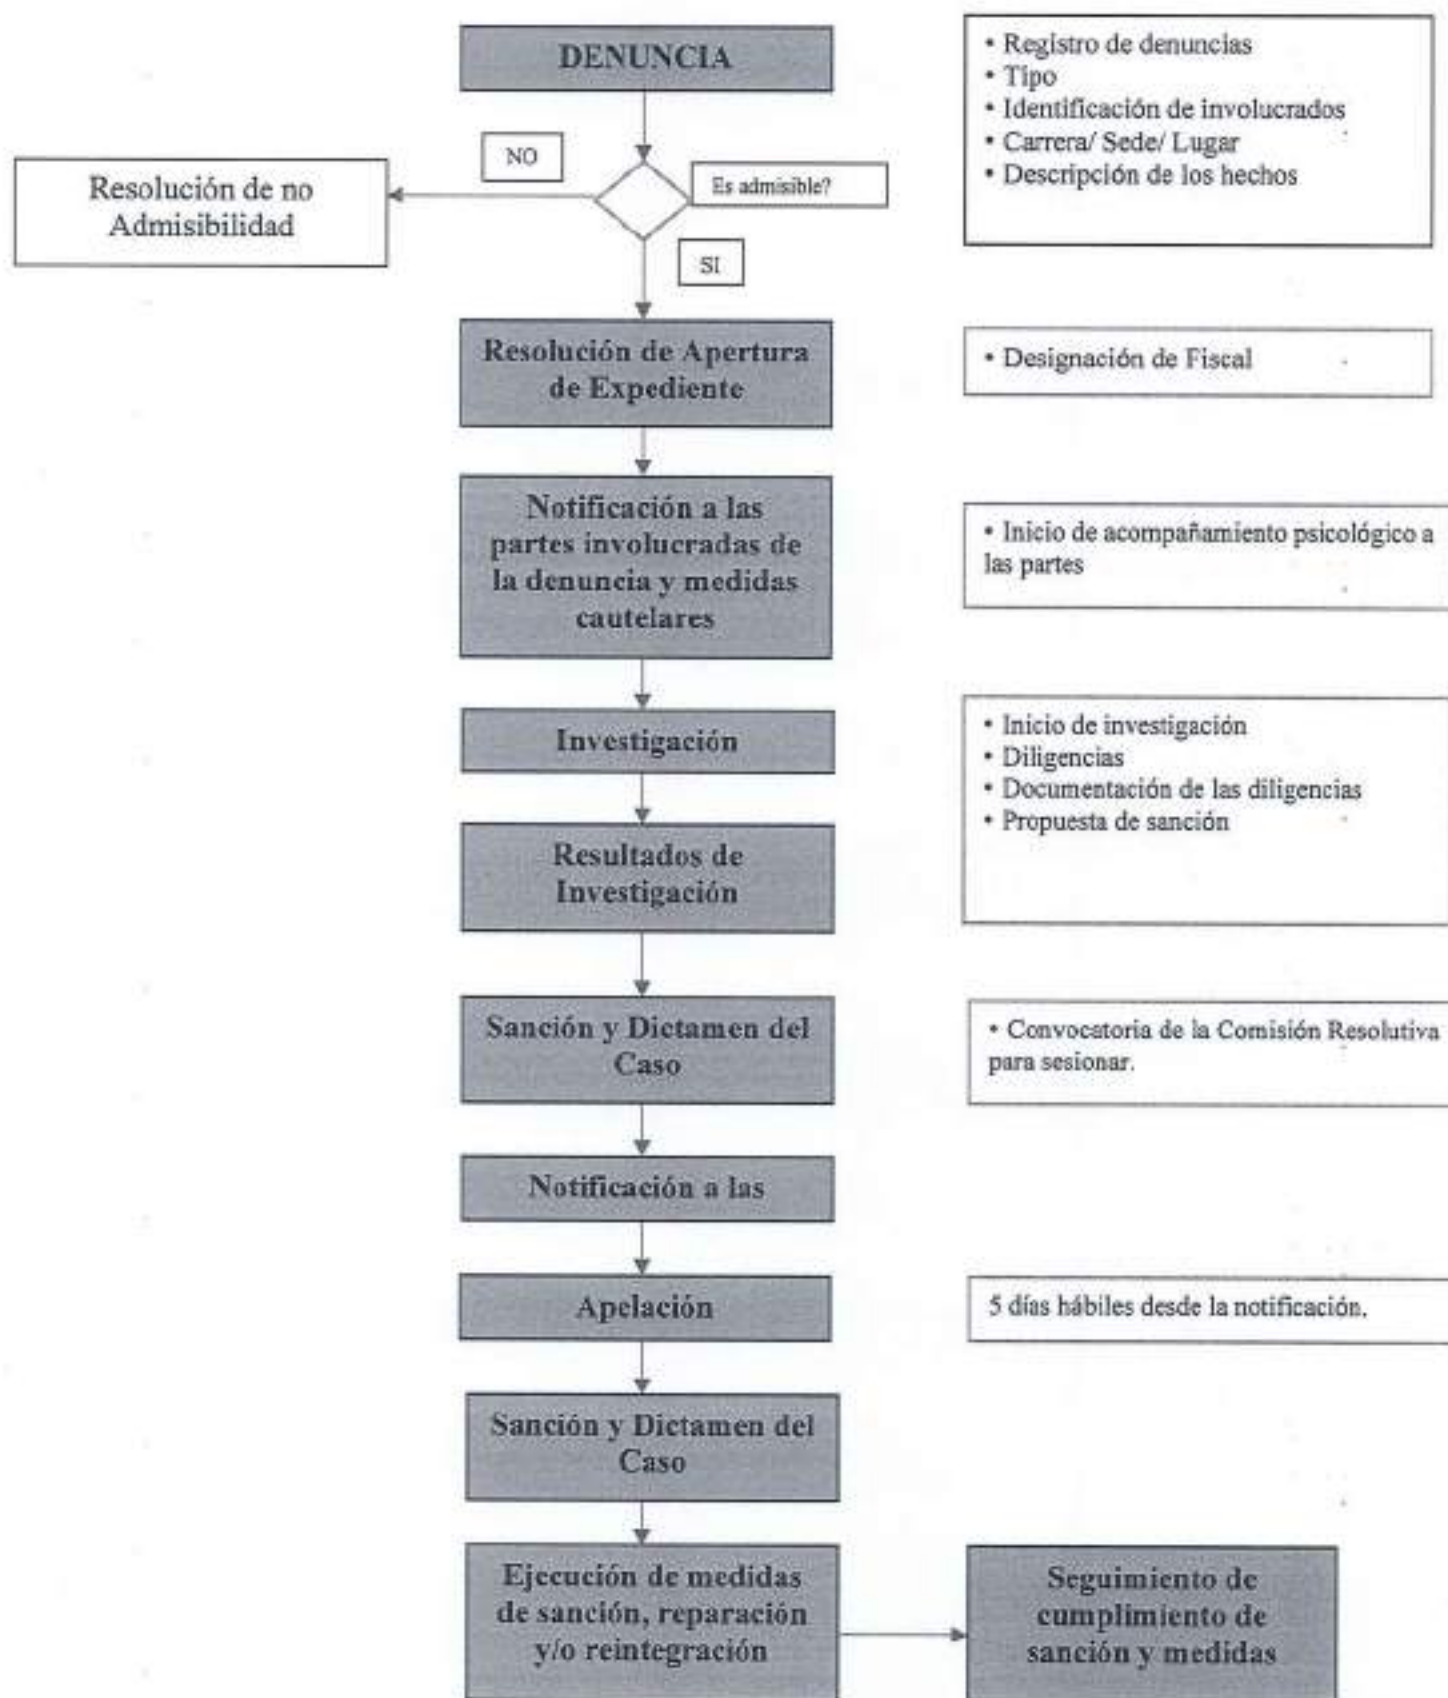 DENUNCIA
• Registro de denuncias
• Tipo
• Identificación de involucrados
• Carrera/ Sede/ Lugar
• Descripción de los hechos
NO
Es admisible?
Resolución de no
Admisibilidad
SI
Resolución de Apertura
de Expediente
• Designación de Fiscal
Notificación a las
partes involucradas de
la denuncia y medidas
cautelares
• Inicio de acompañamiento psicológico a
las partes
Investigación
• Inicio de investigación
• Diligencias
• Documentación de las diligencias
• Propuesta de sanción
Resultados de
Investigación
Sanción y Dictamen del
Caso
• Convocatoria de la Comisión Resolutiva
para sesionar.
Notificación a las
Apelación
5 días hábiles desde la notificación.
Sanción y Dictamen del
Caso
Ejecución de medidas
de sanción, reparación
y/o reintegración
Seguimiento de
cumplimiento de
sanción y medidas